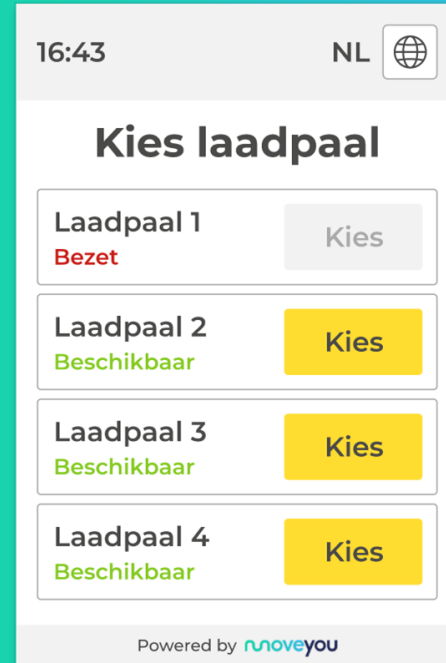 16:43 NL
Kies laadpaal
Laadpaal 1
Bezet
Kies
Laadpaal 2
Beschikbaar
Kies
Laadpaal 3
Beschikbaar
Kies
Laadpaal 4
Beschikbaar
Kies
Powered by moveyou